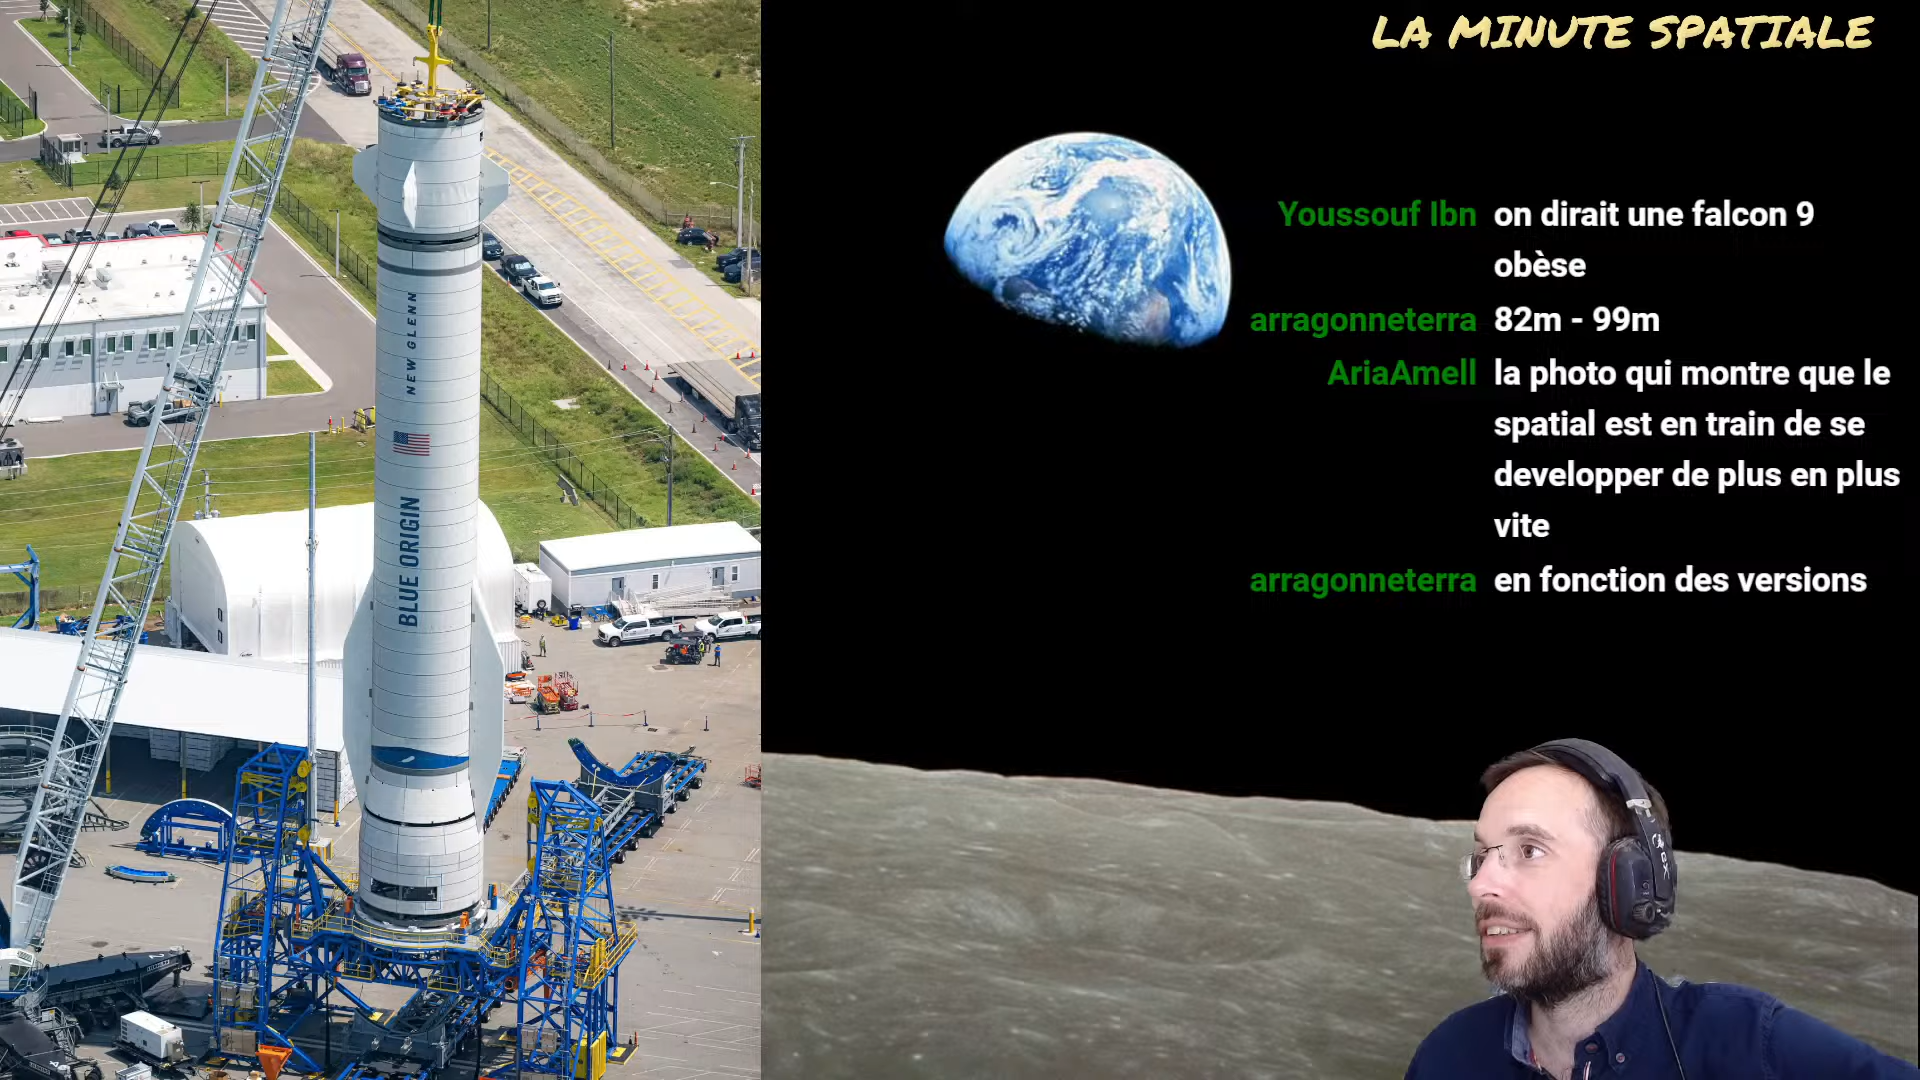 LA MINUTE SPATIALE
NEW GLENN
BLUE ORIGIN
Youssouf Ibn on dirait une falcon 9
obèse
arragonneterra 82m - 99m
AriaAmell la photo qui montre que le
spatial est en train de se
developper de plus en plus
vite
arragonneterra en fonction des versions